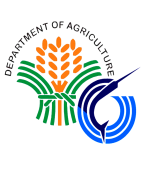 DEPARTMENT OF AGRICULTURE